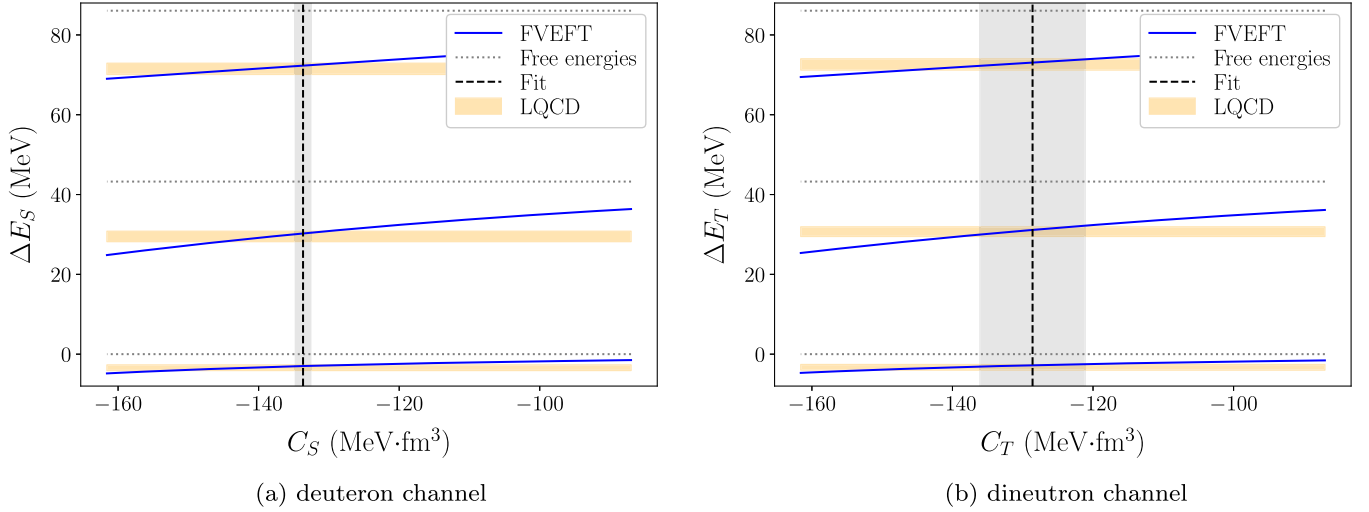 80
60
40
20
0
−160
−140
−120
−100
ΔE_S (MeV)
C_S (MeV·fm³)
FVEFT
Free energies
Fit
LQCD
(a) deuteron channel
80
60
40
20
0
−160
−140
−120
−100
ΔE_T (MeV)
C_T (MeV·fm³)
FVEFT
Free energies
Fit
LQCD
(b) dineutron channel